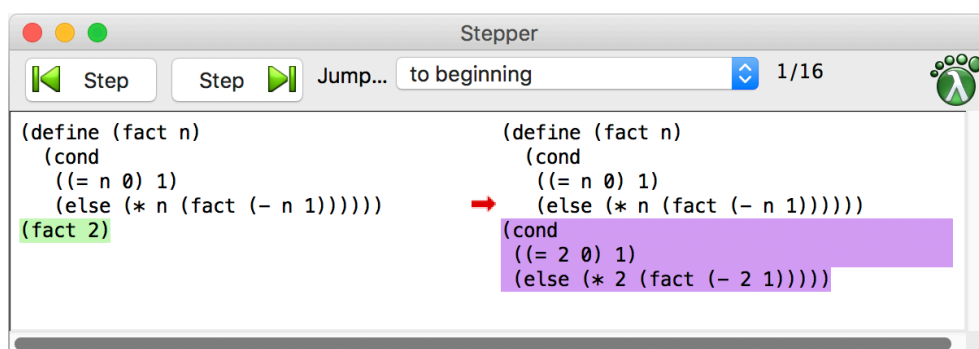 Stepper
Step
Step
Jump...
to beginning
1/16
(define (fact n)
  (cond
   ((= n 0) 1)
   (else (* n (fact (- n 1))))))
(fact 2)
(define (fact n)
  (cond
   ((= n 0) 1)
   (else (* n (fact (- n 1))))))
(cond
 ((= 2 0) 1)
 (else (* 2 (fact (- 2 1)))))